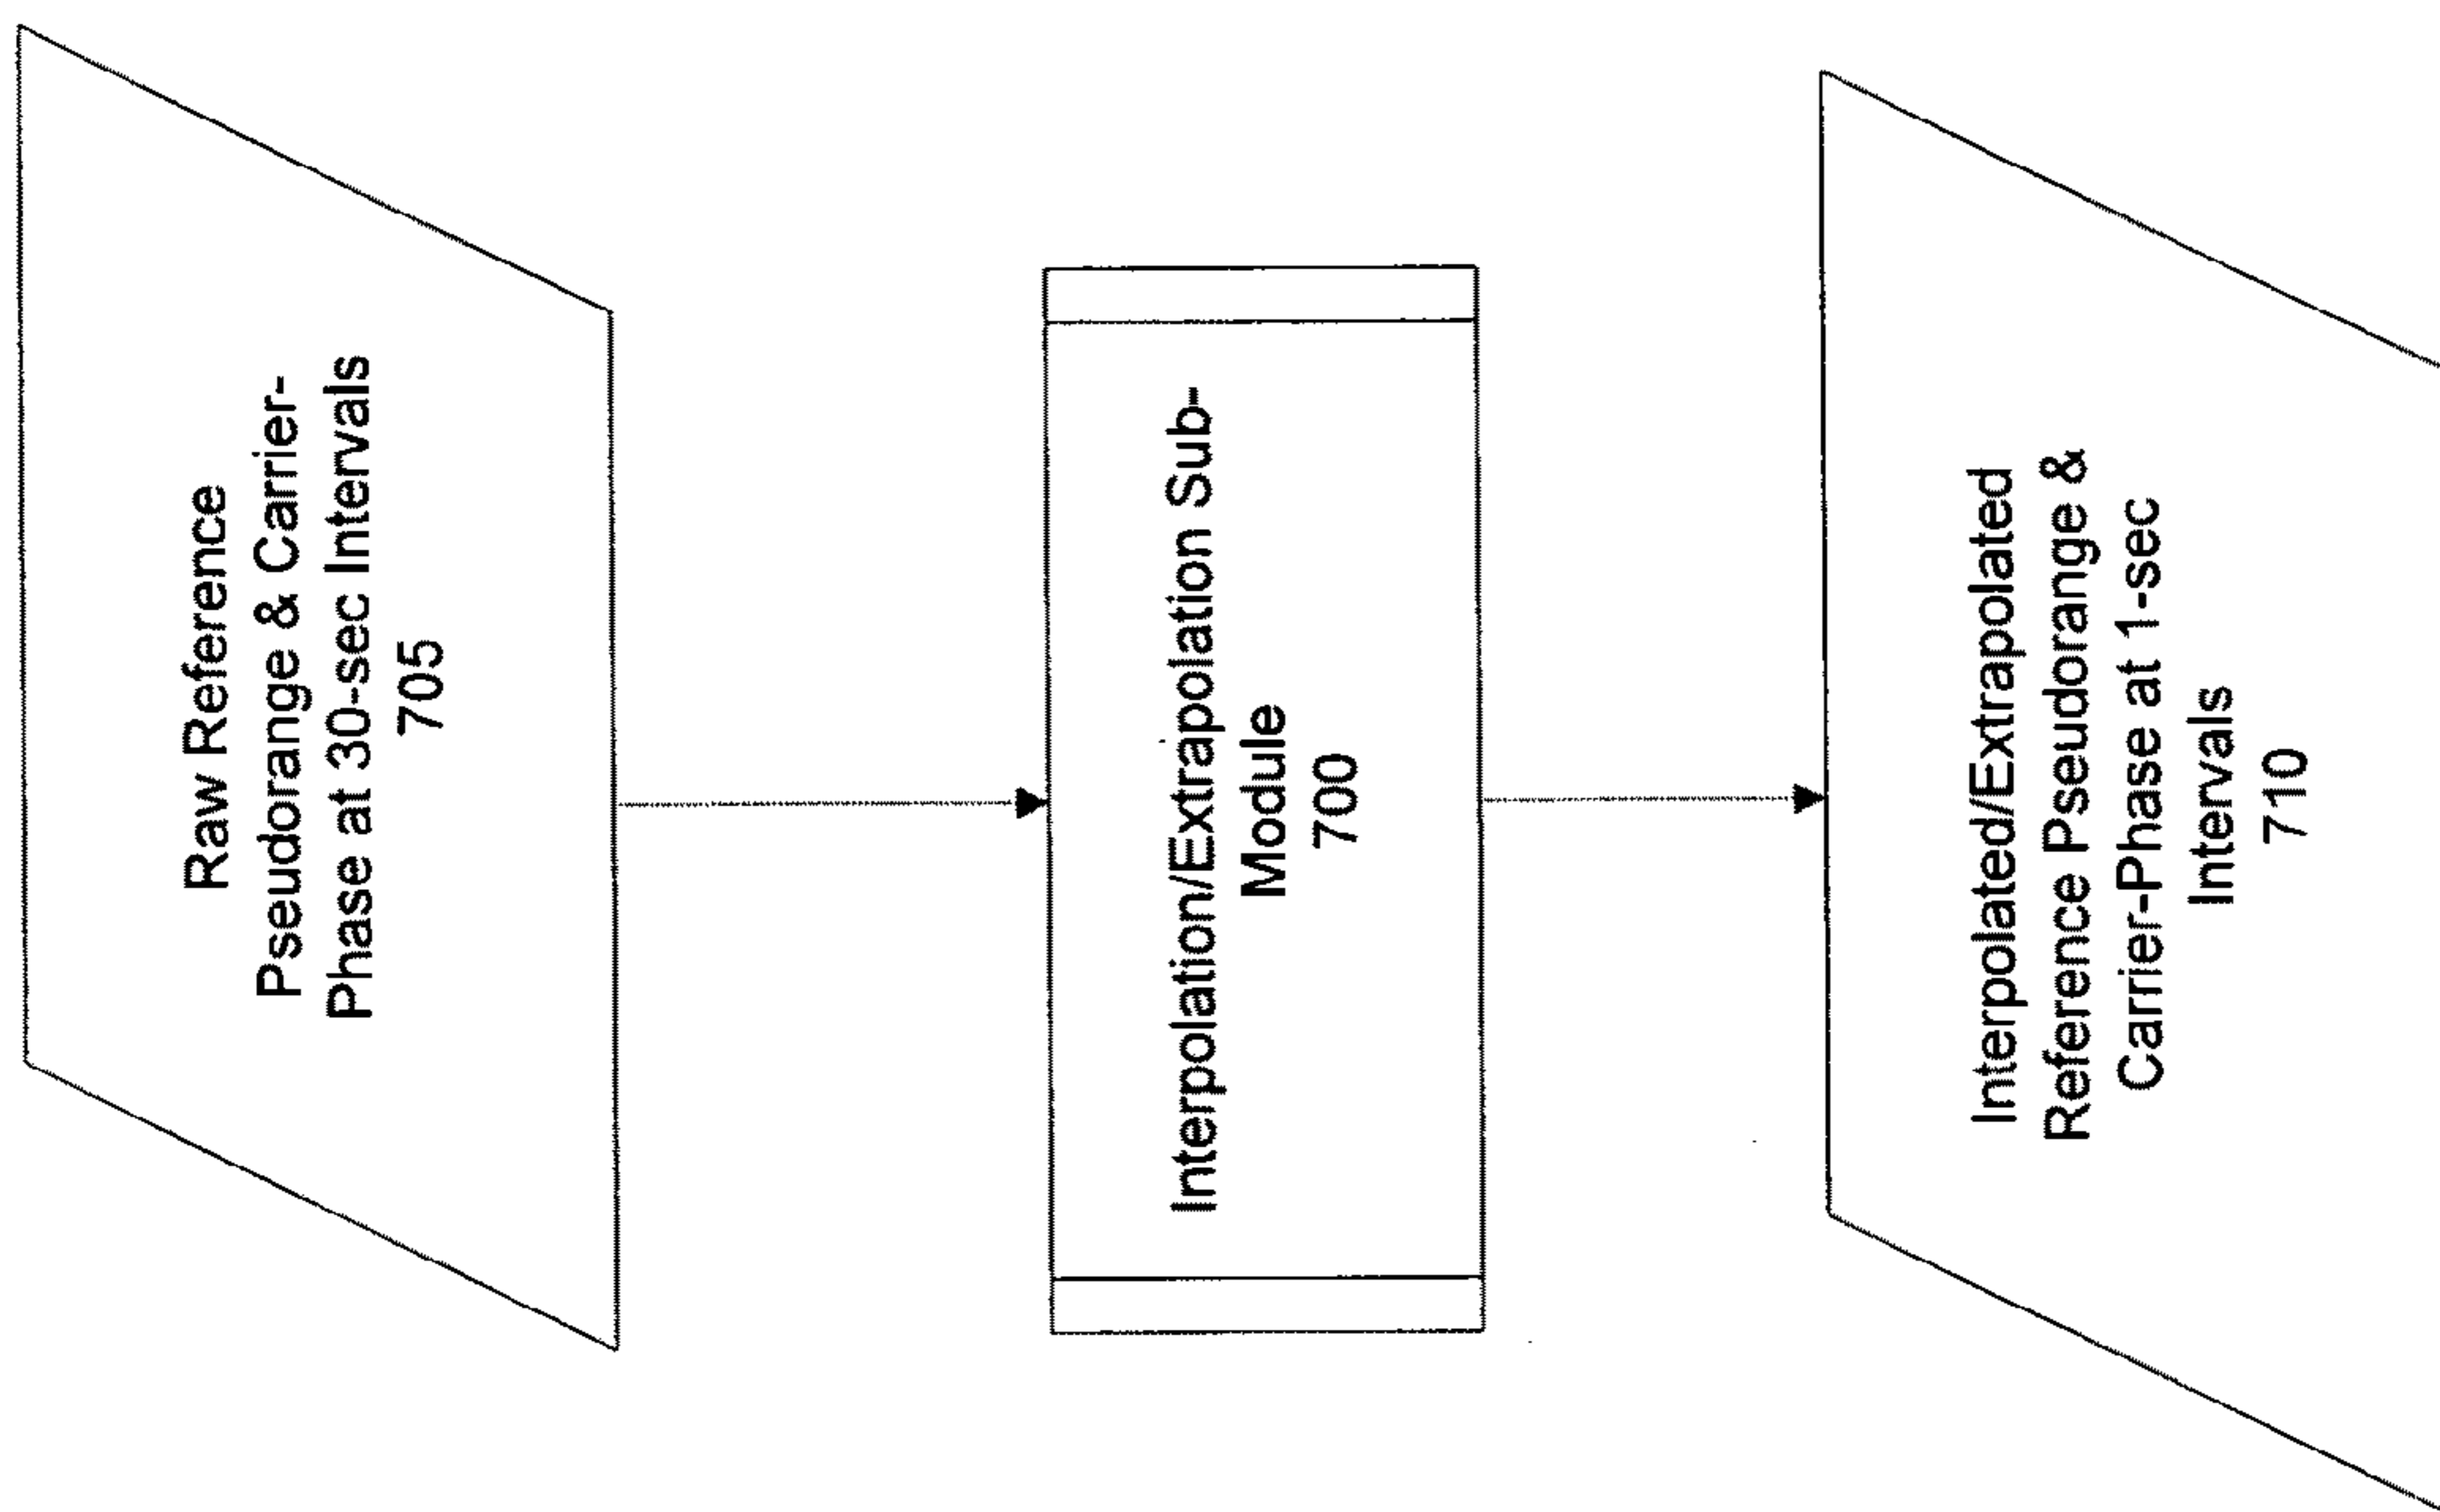 Raw Reference
Pseudorange & Carrier-
Phase at 30-sec Intervals
705
Interpolation/Extrapolation Sub-
Module
700
Interpolated/Extrapolated
Reference Pseudorange &
Carrier-Phase at 1-sec
Intervals
710